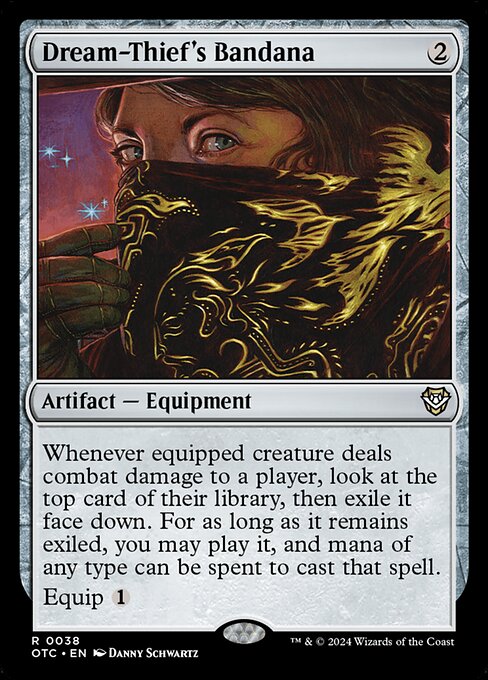 Dream-Thief's Bandana 2
Artifact — Equipment
Whenever equipped creature deals
combat damage to a player, look at the
top card of their library, then exile it
face down. For as long as it remains
exiled, you may play it, and mana of
any type can be spent to cast that spell.
Equip 1
R 0038
OTC • EN Danny Schwartz
™ & © 2024 Wizards of the Coast